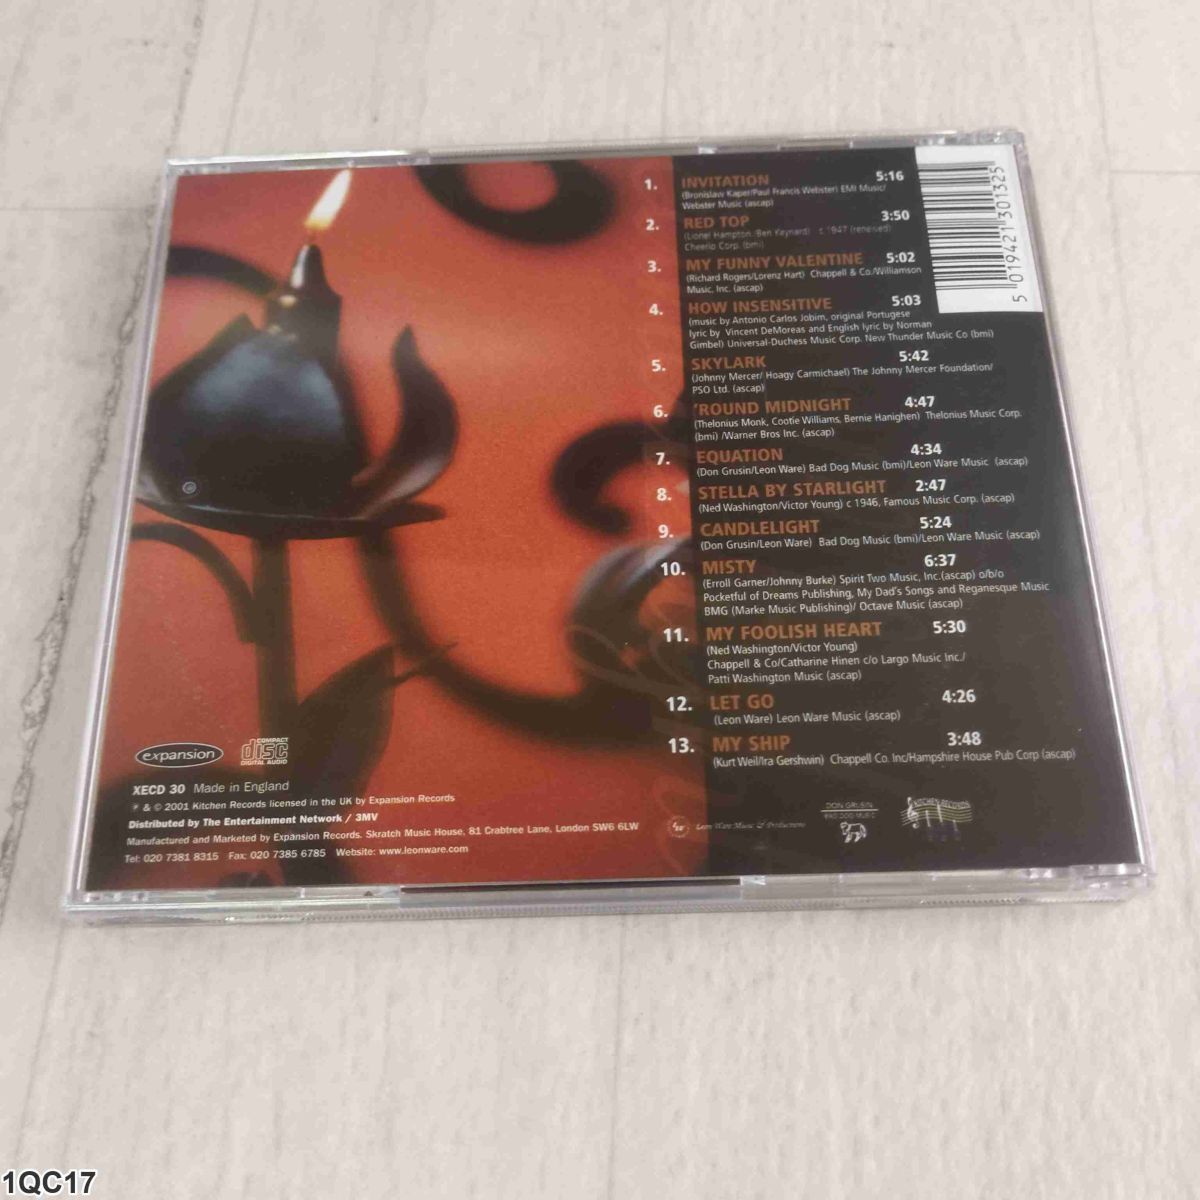 1. INVITATION 5:16
(Bronislaw Kaper/Paul Francis Webster) EMI Music/
Webster Music (ascap)
2. RED TOP 3:50
(Lionel Hampton/Ben Kaynard) c 1947 (renewed)
Cheerio Corp. (bmi)
3. MY FUNNY VALENTINE 5:02
(Richard Rogers/Lorenz Hart) Chappell & Co./Williamson
Music, Inc. (ascap)
4. HOW INSENSITIVE 5:03
(music by Antonio Carlos Jobim, original Portugese
lyric by Vincent DeMoreas and English lyric by Norman
Gimbel) Universal-Duchess Music Corp. New Thunder Music Co (bmi)
5. SKYLARK 5:42
(Johnny Mercer/ Hoagy Carmichael) The Johnny Mercer Foundation/
PSO Ltd. (ascap)
6. 'ROUND MIDNIGHT 4:47
(Thelonius Monk, Cootie Williams, Bernie Hanighen) Thelonius Music Corp.
(bmi) /Warner Bros Inc. (ascap)
7. EQUATION 4:34
(Don Grusin/Leon Ware) Bad Dog Music (bmi)/Leon Ware Music (ascap)
8. STELLA BY STARLIGHT 2:47
(Ned Washington/Victor Young) c 1946, Famous Music Corp. (ascap)
9. CANDLELIGHT 5:24
(Don Grusin/Leon Ware) Bad Dog Music (bmi)/Leon Ware Music (ascap)
10. MISTY 6:37
(Erroll Garner/Johnny Burke) Spirit Two Music, Inc.(ascap) o/b/o
Pocketful of Dreams Publishing, My Dad's Songs and Reganesque Music
BMG (Marke Music Publishing)/ Octave Music (ascap)
11. MY FOOLISH HEART 5:30
(Ned Washington/Victor Young)
Chappell & Co/Catharine Hinen c/o Largo Music Inc./
Patti Washington Music (ascap)
12. LET GO 4:26
(Leon Ware) Leon Ware Music (ascap)
13. MY SHIP 3:48
(Kurt Weil/Ira Gershwin) Chappell Co. Inc/Hampshire House Pub Corp (ascap)
5 019421 301325
expansion
COMPACT
disc
DIGITAL AUDIO
XECD 30 Made in England
℗ & © 2001 Kitchen Records licensed in the UK by Expansion Records
Distributed by The Entertainment Network / 3MV
Manufactured and Marketed by Expansion Records. Skratch Music House, 81 Crabtree Lane, London SW6 6LW
Tel: 020 7381 8315 Fax: 020 7385 6785 Website: www.leonware.com
Leon Ware Music & Productions
DON GRUSIN
BAD DOG MUSIC
KITCHEN RECORDS
1QC17